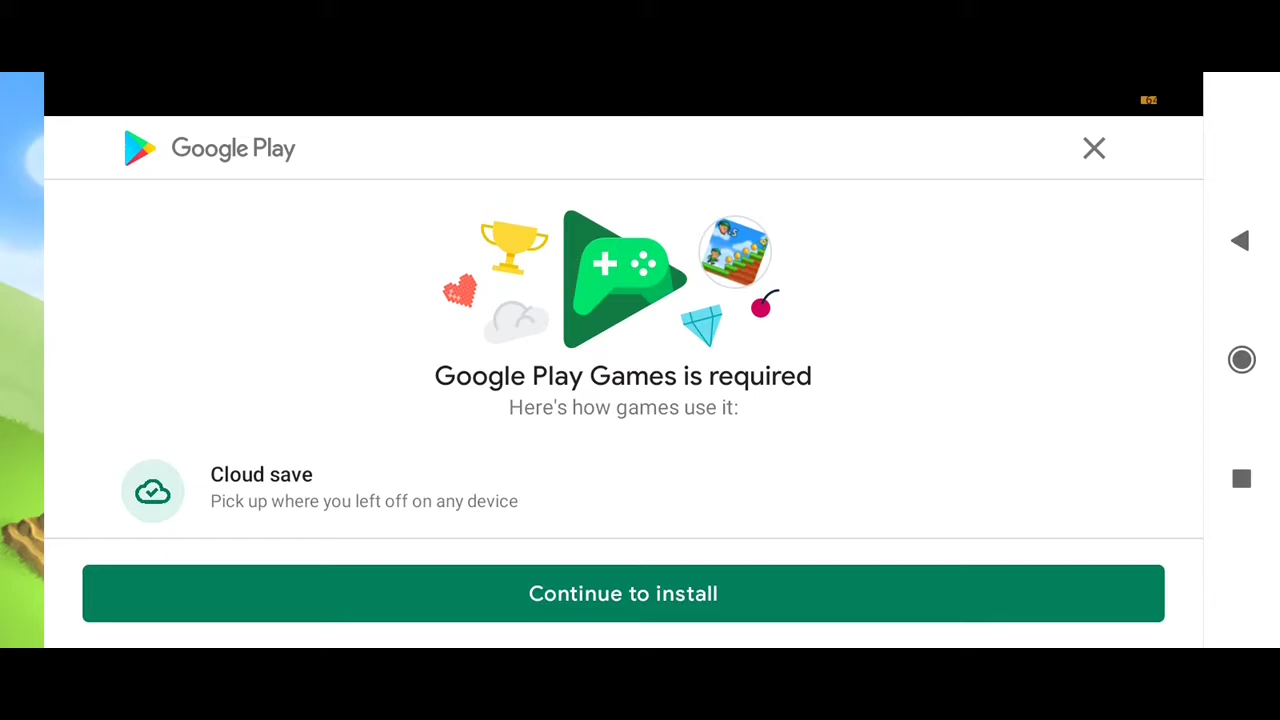 64
Google Play
Google Play Games is required
Here's how games use it:
Cloud save
Pick up where you left off on any device
Continue to install